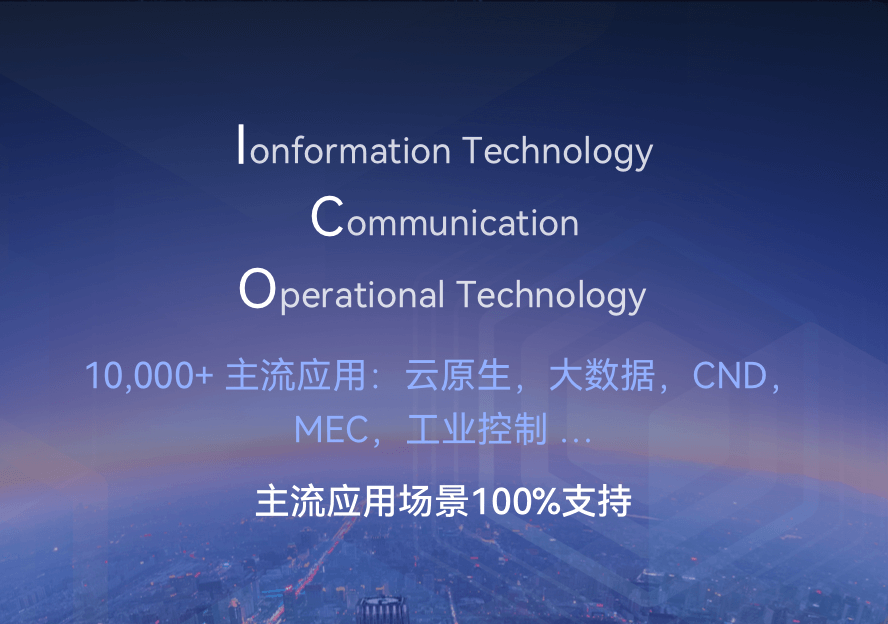 Ionformation Technology
Communication
Operational Technology
10,000+ 主流应用：云原生，大数据，CND，
MEC，工业控制 …
主流应用场景100%支持